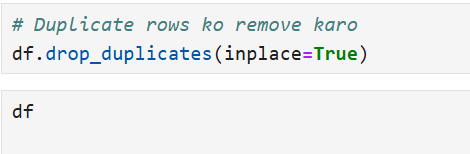 # Duplicate rows ko remove karo
df.drop_duplicates(inplace=True)
df